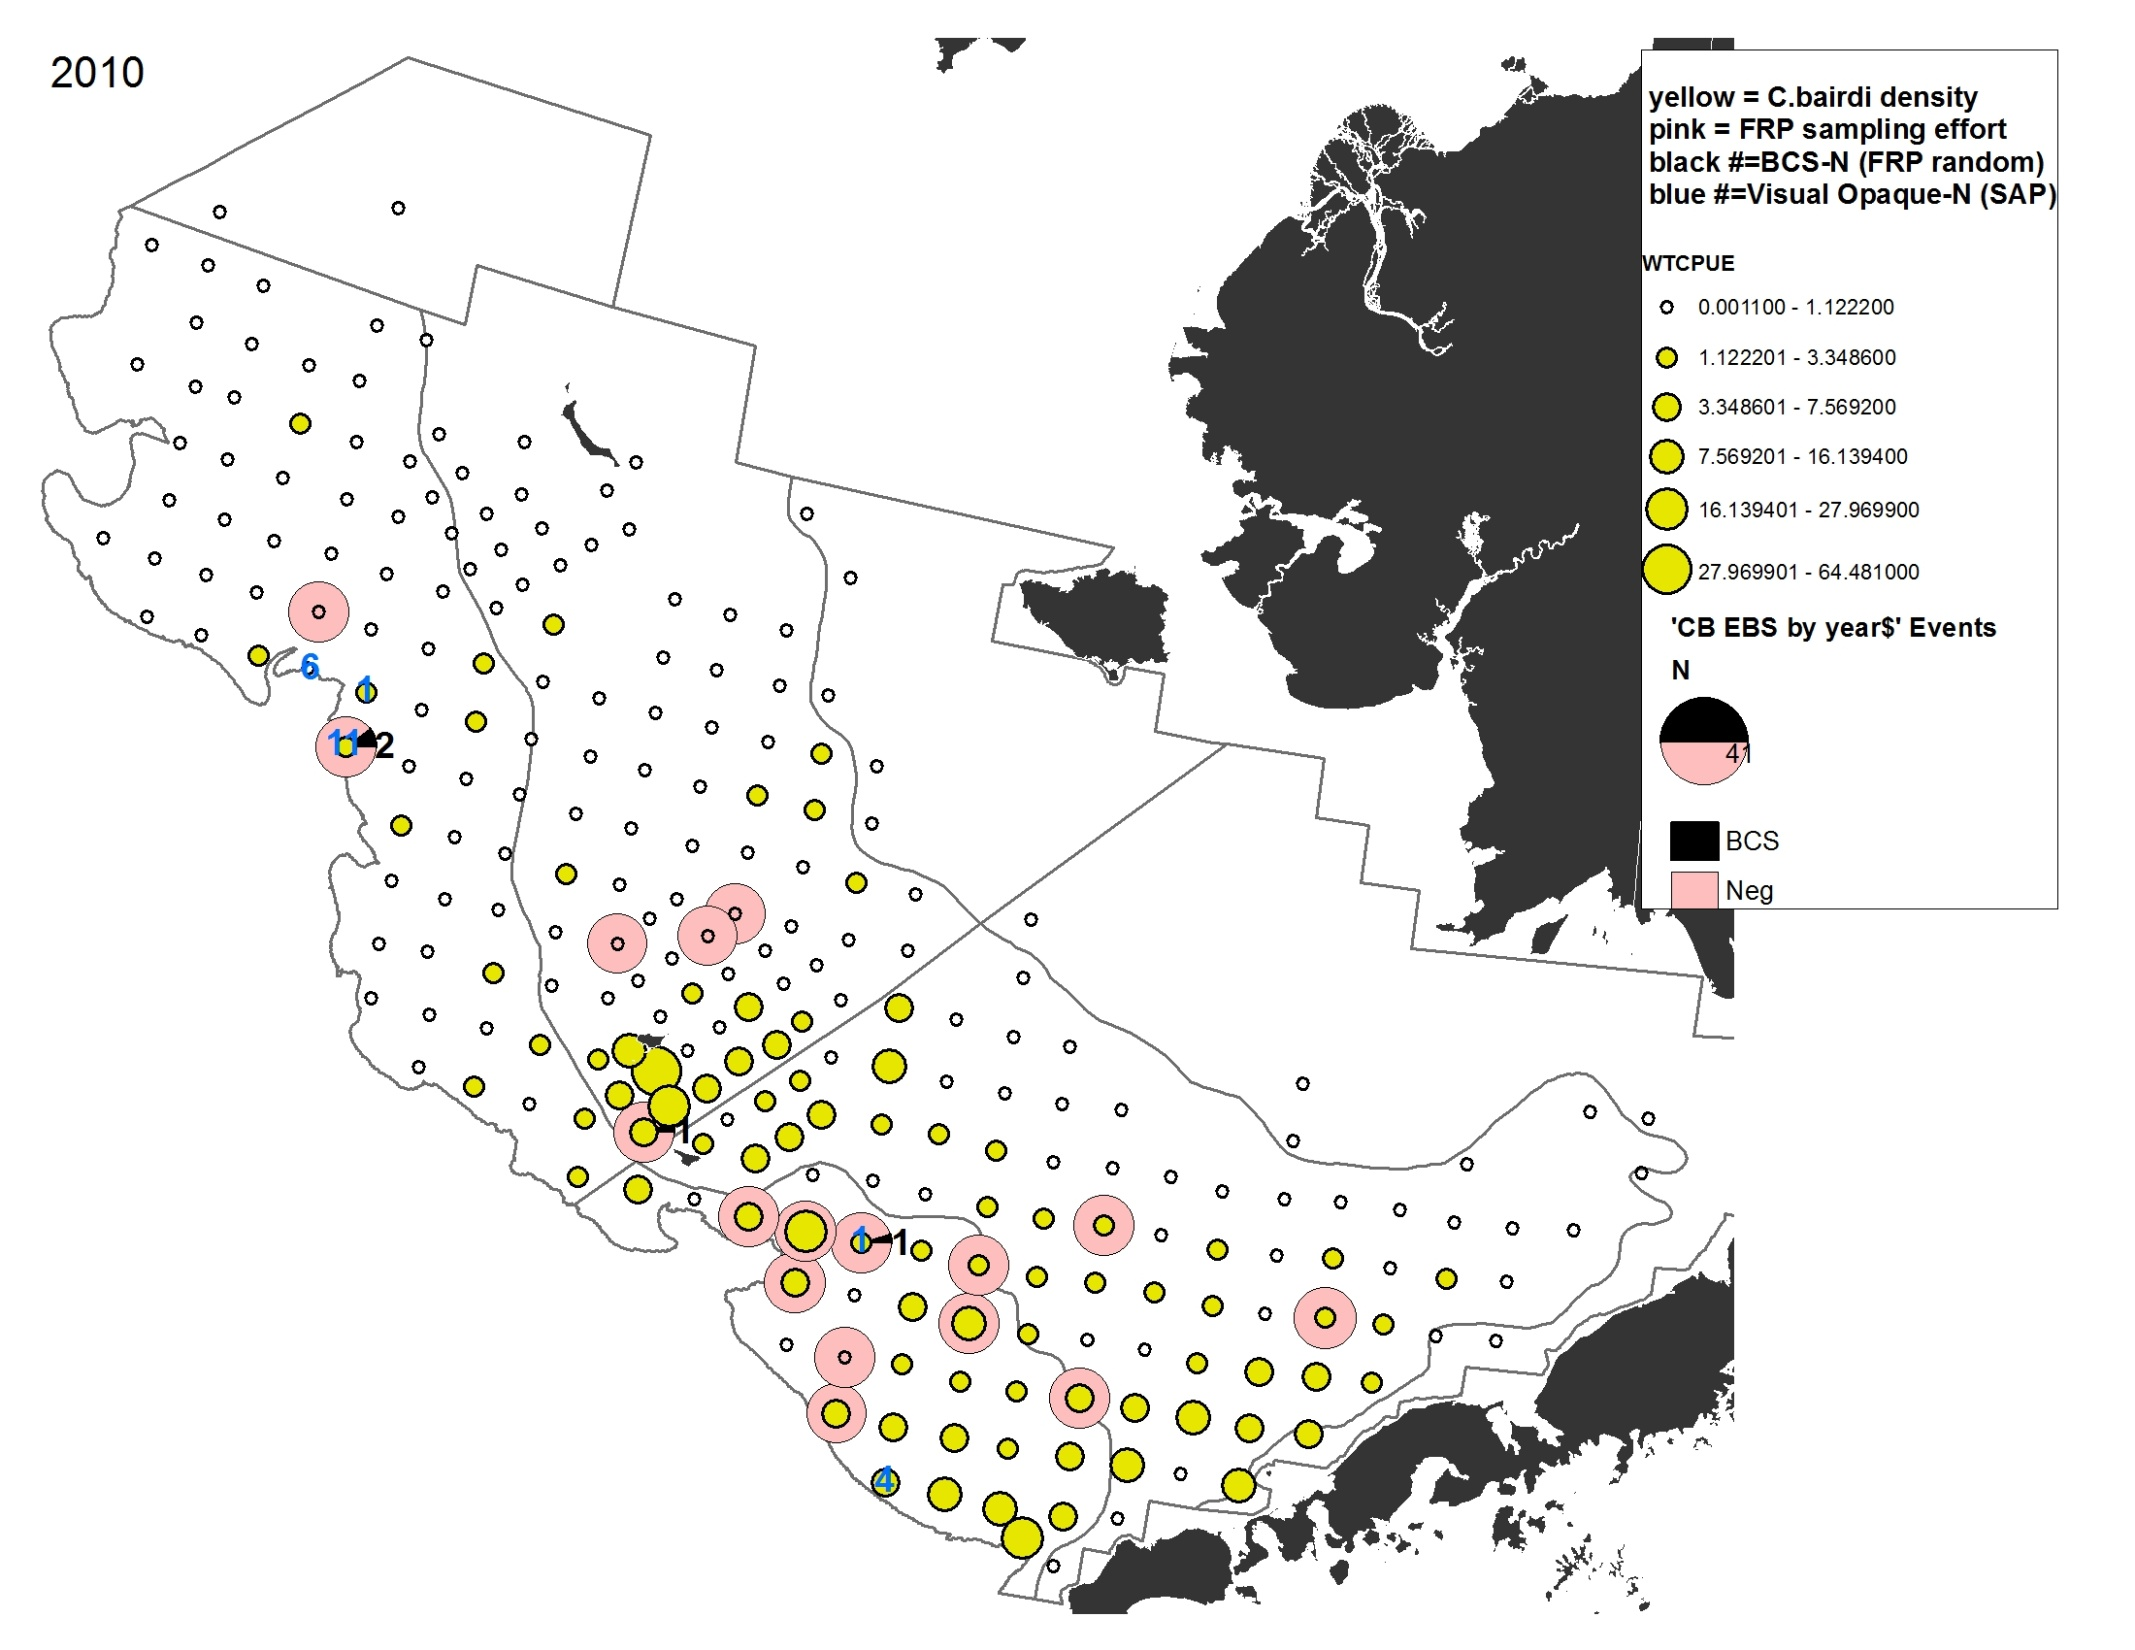 2010
yellow = C.bairdi density
pink = FRP sampling effort
black #=BCS-N (FRP random)
blue #=Visual Opaque-N (SAP)
WTCPUE
0.001100 - 1.122200
1.122201 - 3.348600
3.348601 - 7.569200
7.569201 - 16.139400
16.139401 - 27.969900
27.969901 - 64.481000
'CB EBS by year$' Events
N
41
BCS
Neg
6
1
11 2
1
1 1
4